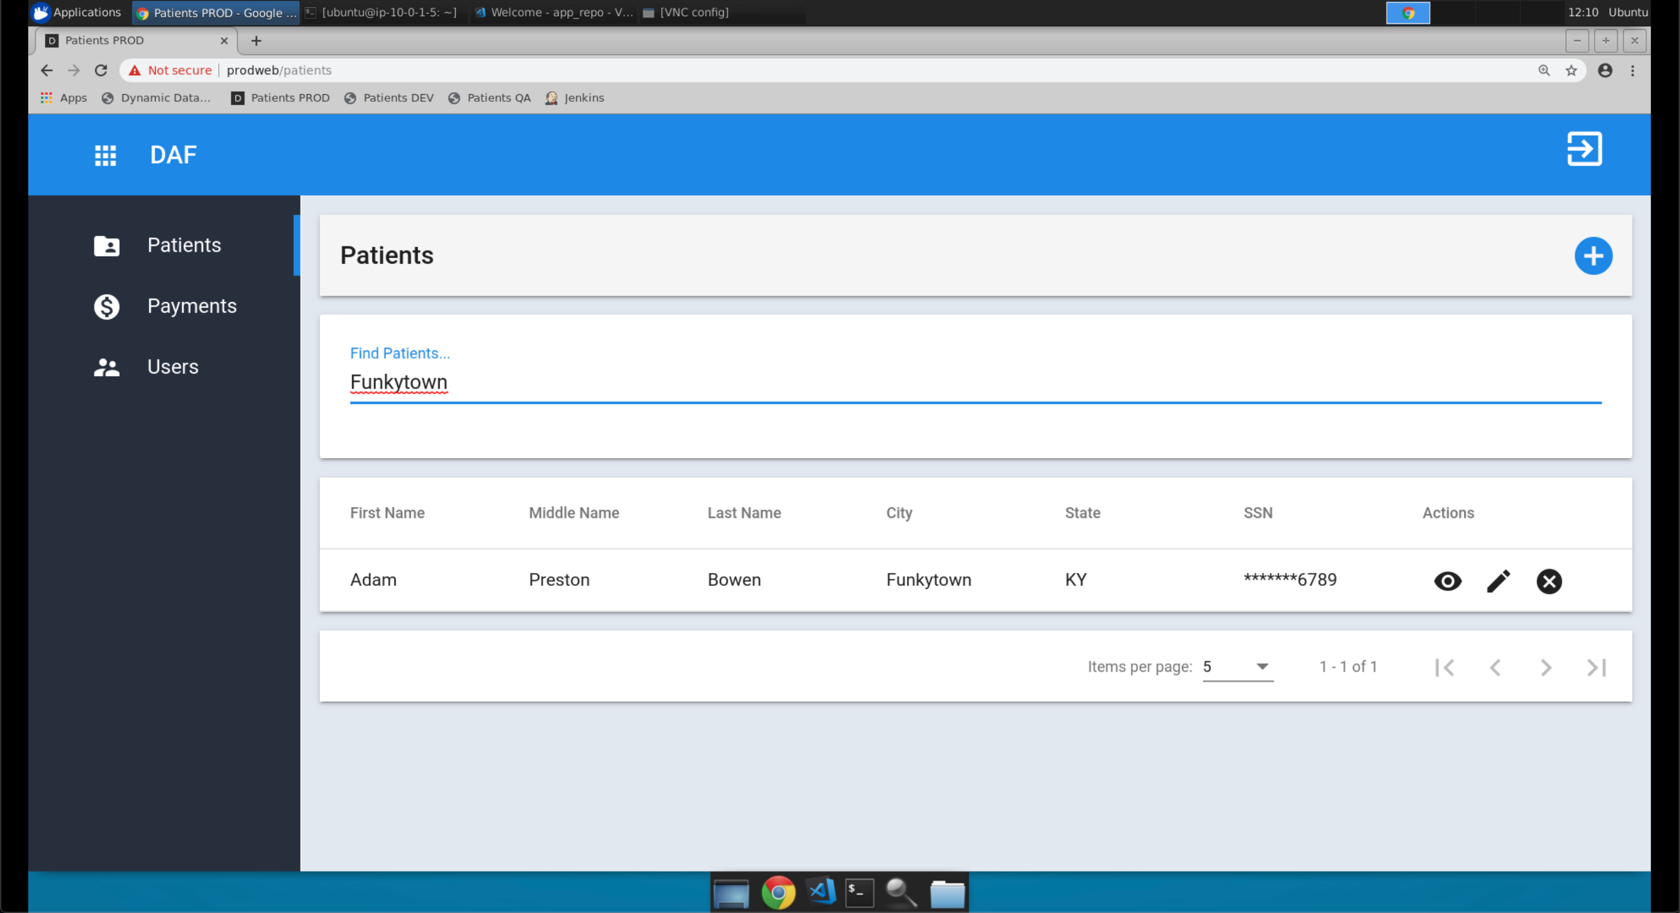 Applications Patients PROD - Google ... [ubuntu@ip-10-0-1-5: ~] Welcome - app_repo - V... [VNC config] 12:10 Ubuntu
D Patients PROD
Not secure prodweb/patients
Apps Dynamic Data... D Patients PROD Patients DEV Patients QA Jenkins
DAF
Patients
Payments
Users
Patients
Find Patients...
Funkytown
First Name Middle Name Last Name City State SSN Actions
Adam Preston Bowen Funkytown KY *******6789
Items per page: 5 1 - 1 of 1